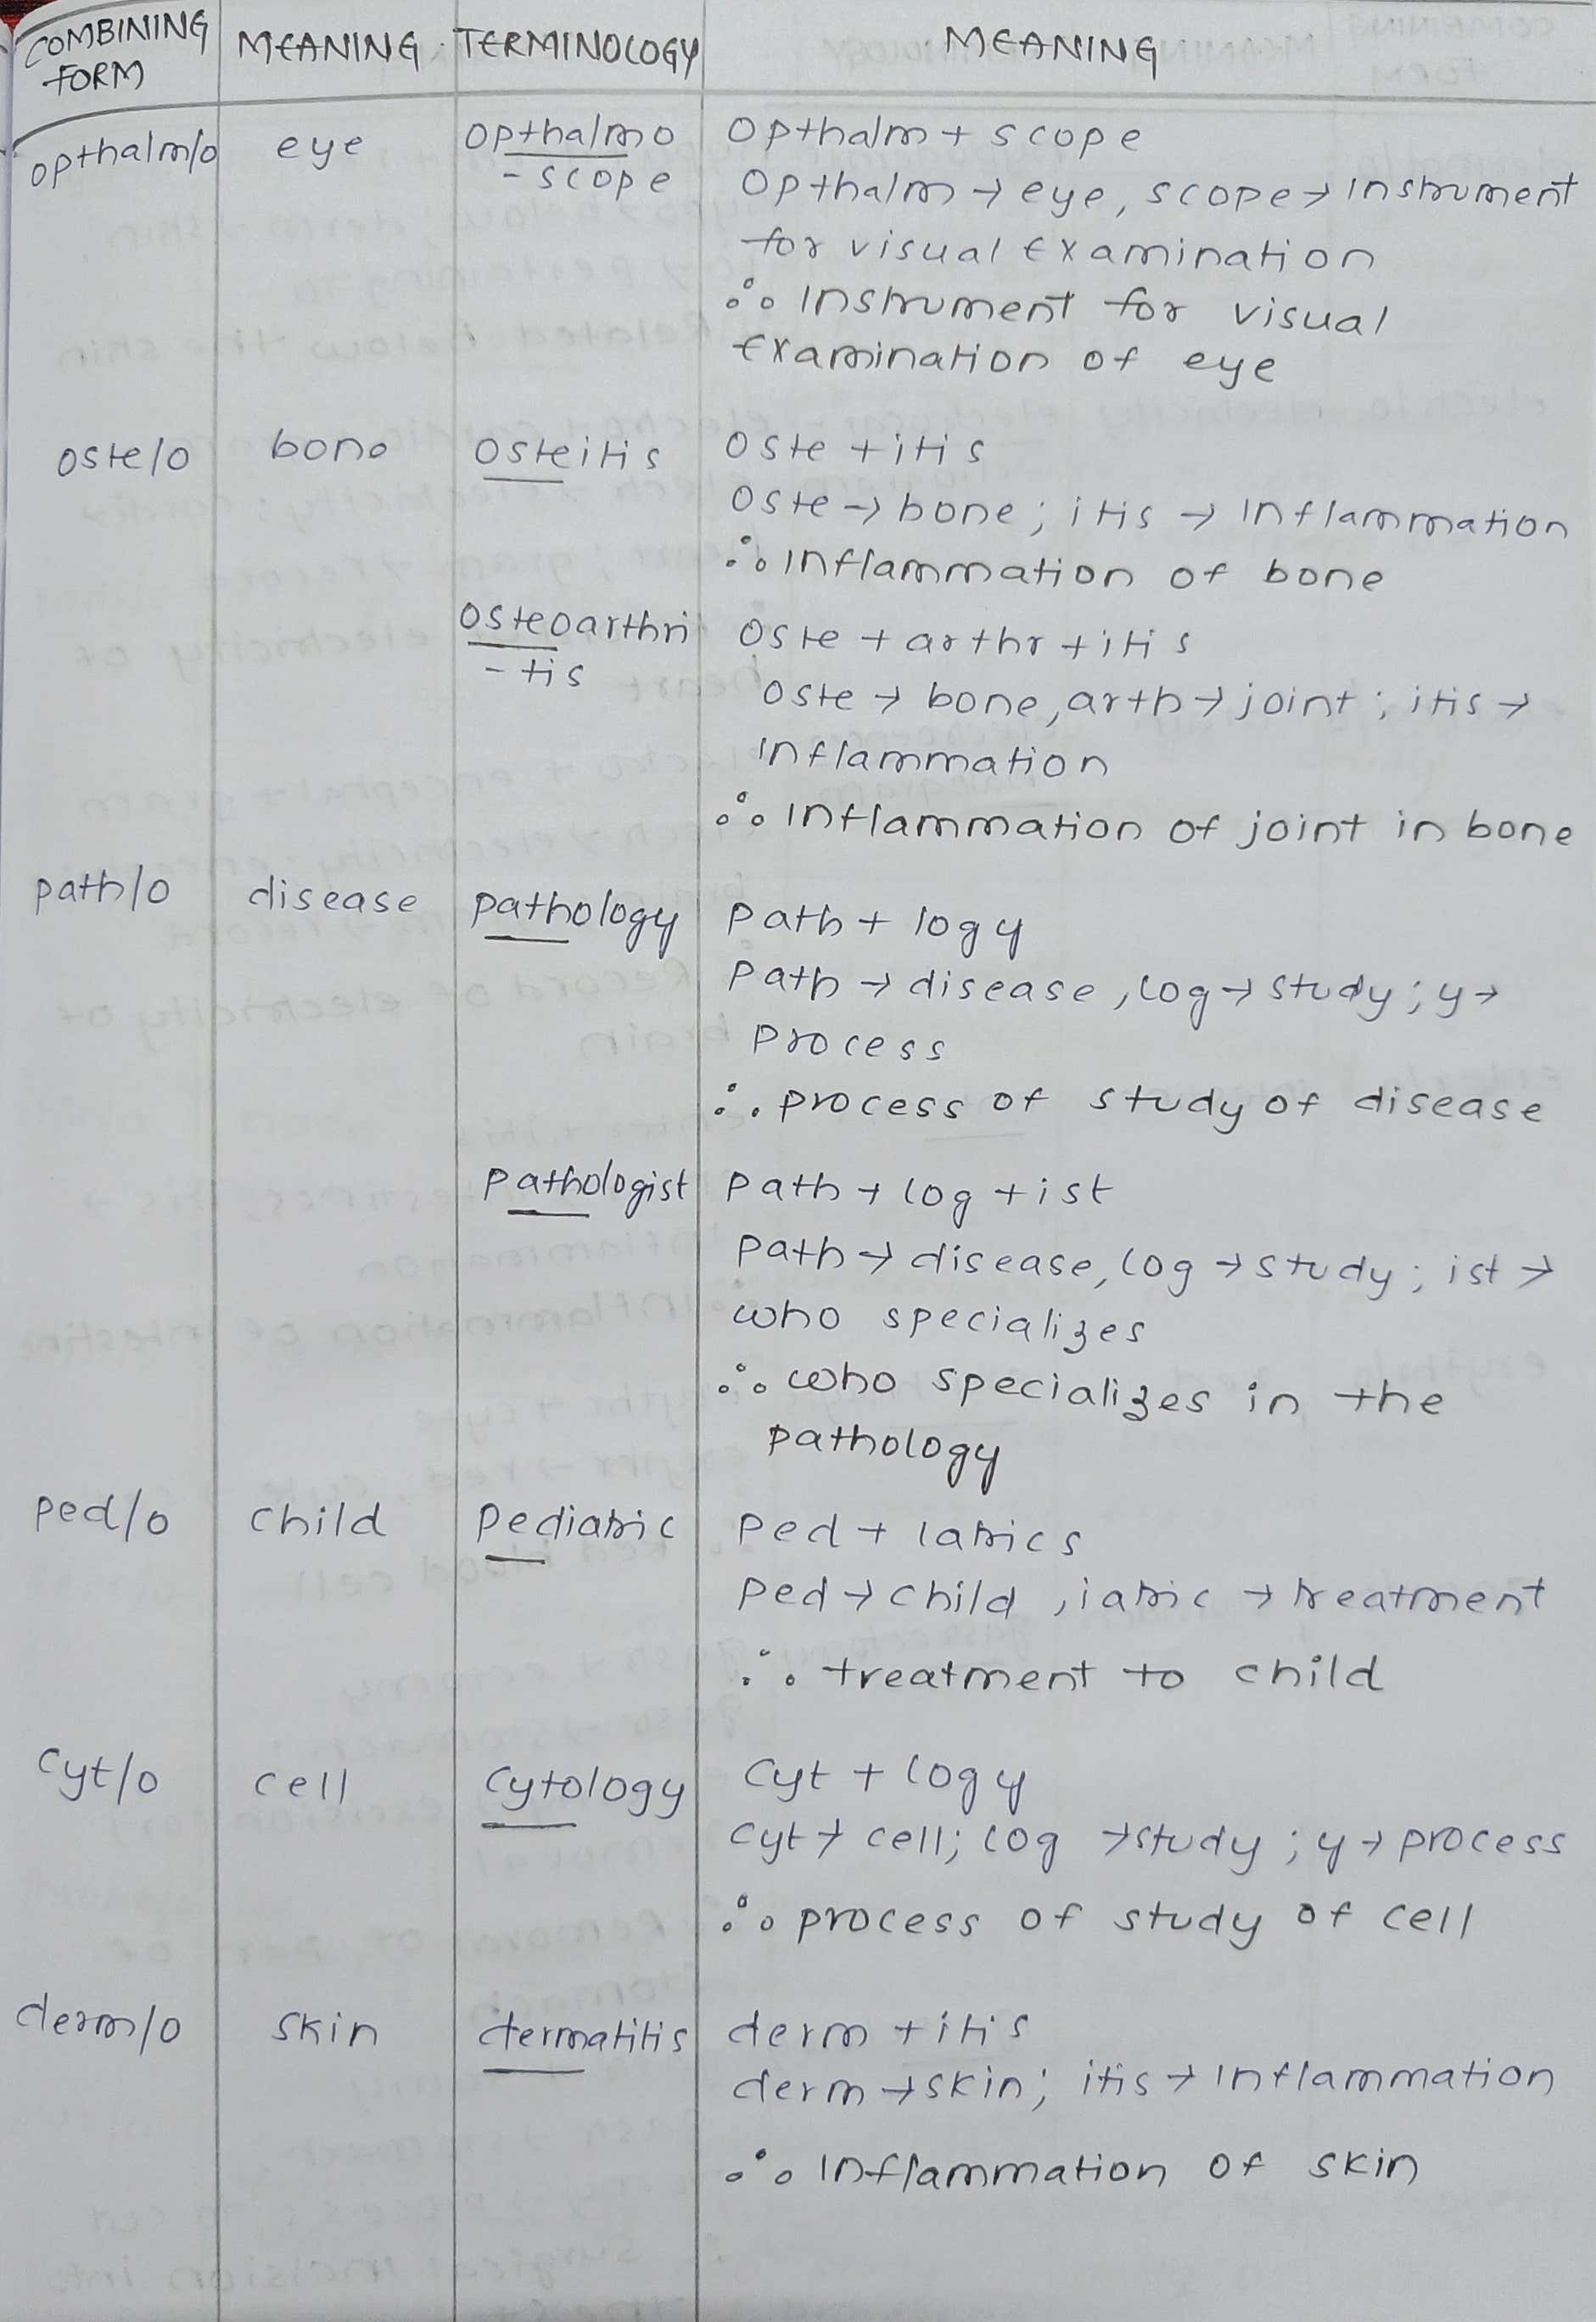 COMBINING FORM | MEANING | TERMINOLOGY | MEANING
opthalm/o | eye | opthalmo | opthalm + scope
-scope | opthalm → eye, scope → instrument
for visual examination
∴ instrument for visual
examination of eye
oste/o | bone | osteitis | oste + itis
oste → bone; itis → inflammation
∴ inflammation of bone
osteoarthri | oste + arthr + itis
-tis | oste → bone, arth → joint; itis →
inflammation
∴ inflammation of joint in bone
path/o | disease | pathology | path + logy
path → disease, log → study; y →
process
∴ process of study of disease
pathologist | path + log + ist
path → disease, log → study; ist →
who specializes
∴ who specializes in the
pathology
ped/o | child | pediatric | ped + iatrics
ped → child, iatric → treatment
∴ treatment to child
cyt/o | cell | cytology | cyt + logy
cyt → cell; log → study; y → process
∴ process of study of cell
derm/o | skin | dermatitis | derm + itis
derm → skin; itis → inflammation
∴ inflammation of skin